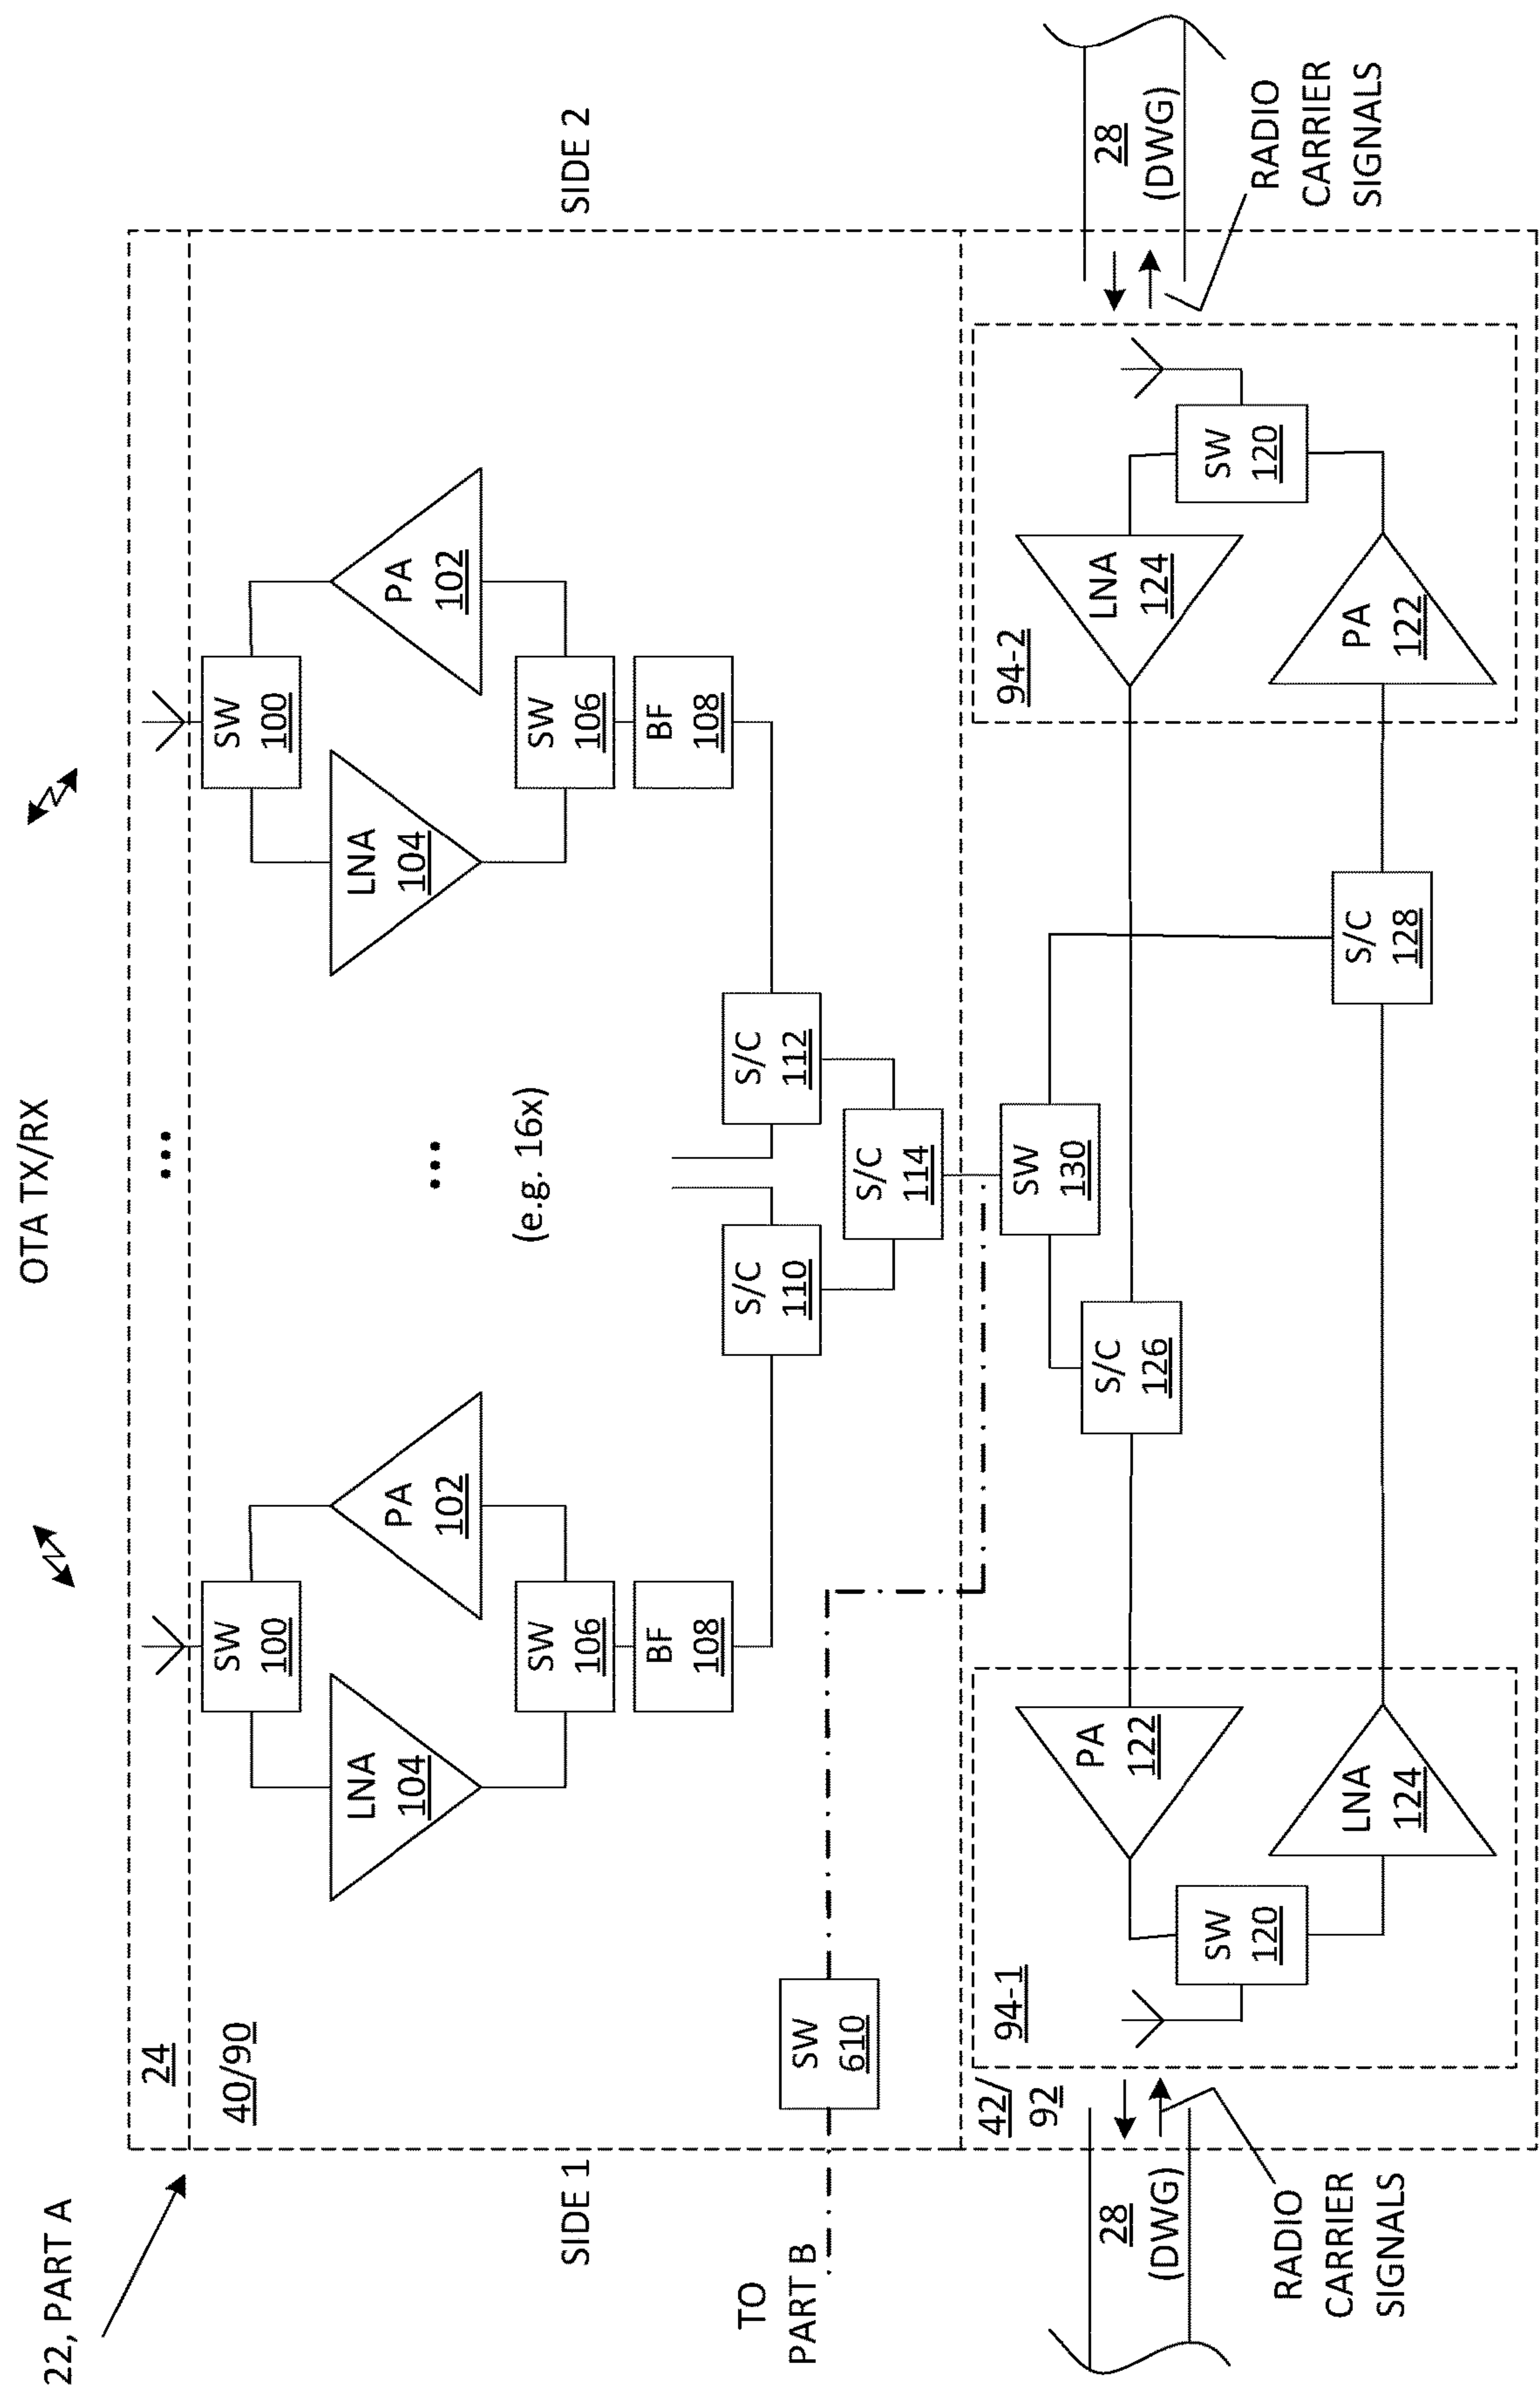 22, PART A
OTA TX/RX
24
40/90
SIDE 1
SIDE 2
...
SW
100
LNA
104
PA
102
SW
106
BF
108
...
(e.g. 16x)
SW
100
LNA
104
PA
102
SW
106
BF
108
S/C
110
S/C
112
S/C
114
TO
PART B
SW
610
42/
92
SW
130
S/C
126
S/C
128
94-1
PA
122
SW
120
LNA
124
94-2
LNA
124
SW
120
PA
122
28
(DWG)
RADIO
CARRIER
SIGNALS
28
(DWG)
RADIO
CARRIER
SIGNALS